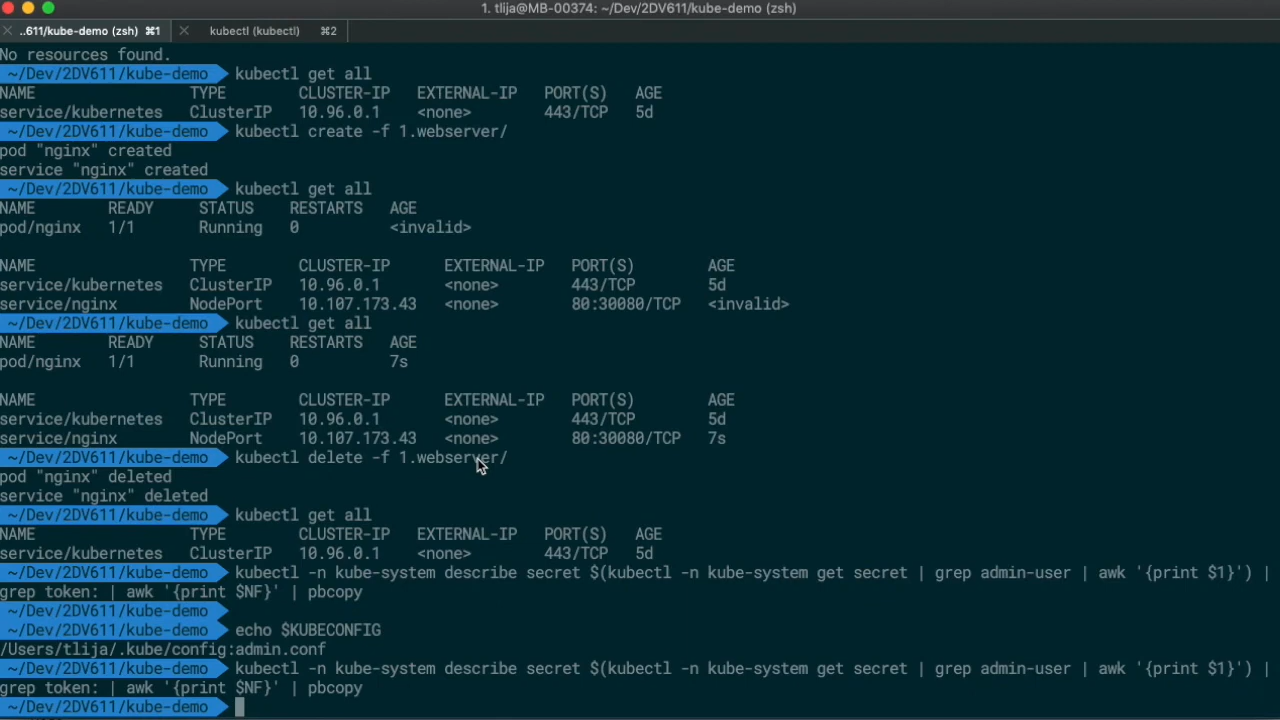 1. tlija@MB-00374: ~/Dev/2DV611/kube-demo (zsh)
..611/kube-demo (zsh) ⌘1 kubectl (kubectl) ⌘2
No resources found.
~/Dev/2DV611/kube-demo kubectl get all
NAME TYPE CLUSTER-IP EXTERNAL-IP PORT(S) AGE
service/kubernetes ClusterIP 10.96.0.1 <none> 443/TCP 5d
~/Dev/2DV611/kube-demo kubectl create -f 1.webserver/
pod "nginx" created
service "nginx" created
~/Dev/2DV611/kube-demo kubectl get all
NAME READY STATUS RESTARTS AGE
pod/nginx 1/1 Running 0 <invalid>
NAME TYPE CLUSTER-IP EXTERNAL-IP PORT(S) AGE
service/kubernetes ClusterIP 10.96.0.1 <none> 443/TCP 5d
service/nginx NodePort 10.107.173.43 <none> 80:30080/TCP <invalid>
~/Dev/2DV611/kube-demo kubectl get all
NAME READY STATUS RESTARTS AGE
pod/nginx 1/1 Running 0 7s
NAME TYPE CLUSTER-IP EXTERNAL-IP PORT(S) AGE
service/kubernetes ClusterIP 10.96.0.1 <none> 443/TCP 5d
service/nginx NodePort 10.107.173.43 <none> 80:30080/TCP 7s
~/Dev/2DV611/kube-demo kubectl delete -f 1.webserver/
pod "nginx" deleted
service "nginx" deleted
~/Dev/2DV611/kube-demo kubectl get all
NAME TYPE CLUSTER-IP EXTERNAL-IP PORT(S) AGE
service/kubernetes ClusterIP 10.96.0.1 <none> 443/TCP 5d
~/Dev/2DV611/kube-demo kubectl -n kube-system describe secret $(kubectl -n kube-system get secret | grep admin-user | awk '{print $1}') |
grep token: | awk '{print $NF}' | pbcopy
~/Dev/2DV611/kube-demo
~/Dev/2DV611/kube-demo echo $KUBECONFIG
/Users/tlija/.kube/config:admin.conf
~/Dev/2DV611/kube-demo kubectl -n kube-system describe secret $(kubectl -n kube-system get secret | grep admin-user | awk '{print $1}') |
grep token: | awk '{print $NF}' | pbcopy
~/Dev/2DV611/kube-demo